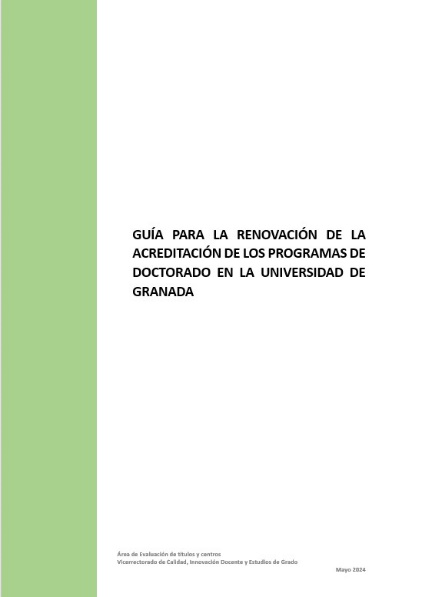 GUÍA PARA LA RENOVACIÓN DE LA
ACREDITACIÓN DE LOS PROGRAMAS DE
DOCTORADO EN LA UNIVERSIDAD DE
GRANADA
Área de Evaluación de títulos y centros
Vicerrectorado de Calidad, Innovación Docente y Estudios de Grado
Mayo 2024